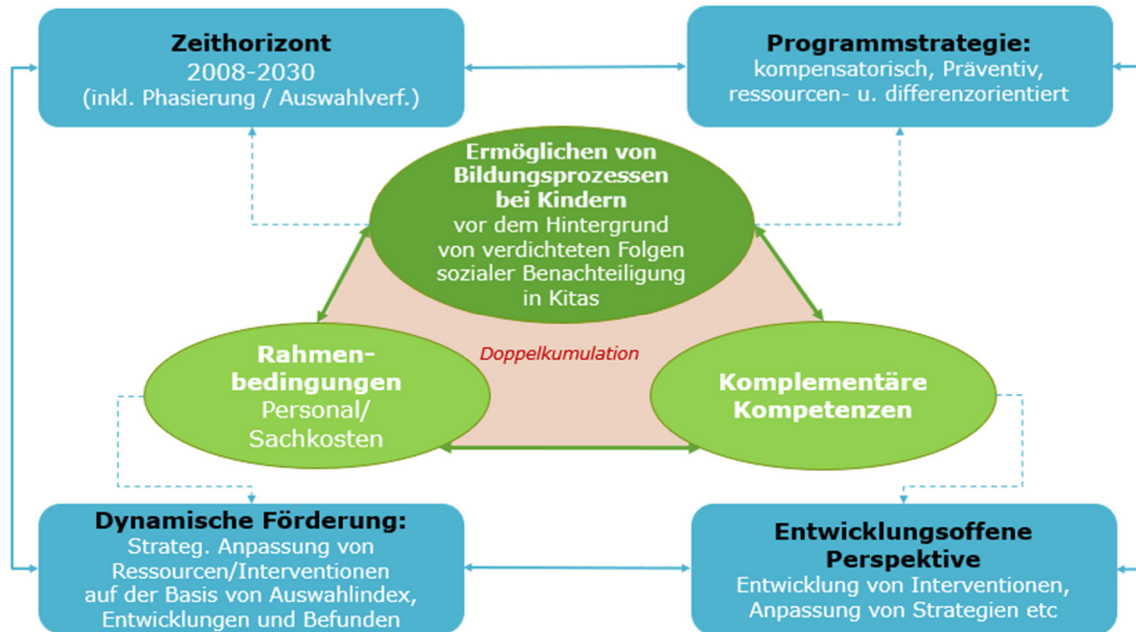 Zeithorizont
2008-2030
(inkl. Phasierung / Auswahlverf.)
Programmstrategie:
kompensatorisch, Präventiv,
ressourcen- u. differenzorientiert
Ermöglichen von
Bildungsprozessen
bei Kindern
vor dem Hintergrund
von verdichteten Folgen
sozialer Benachteiligung
in Kitas
Doppelkumulation
Rahmen-
bedingungen
Personal/
Sachkosten
Komplementäre
Kompetenzen
Dynamische Förderung:
Strateg. Anpassung von
Ressourcen/Interventionen
auf der Basis von Auswahlindex,
Entwicklungen und Befunden
Entwicklungsoffene
Perspektive
Entwicklung von Interventionen,
Anpassung von Strategien etc